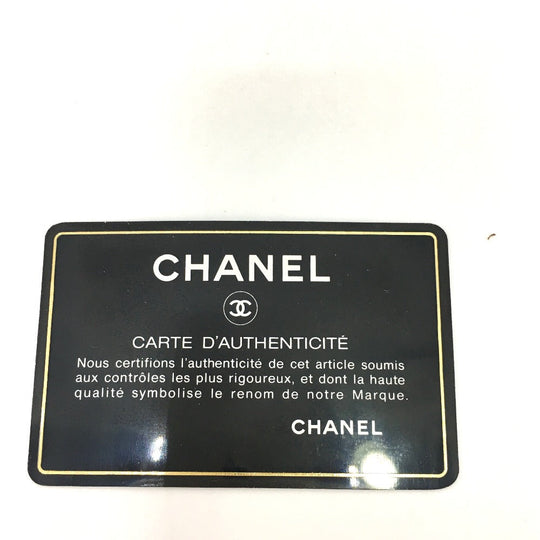 CHANEL
CARTE D'AUTHENTICITÉ
Nous certifions l'authenticité de cet article soumis
aux contrôles les plus rigoureux, et dont la haute
qualité symbolise le renom de notre Marque.
CHANEL